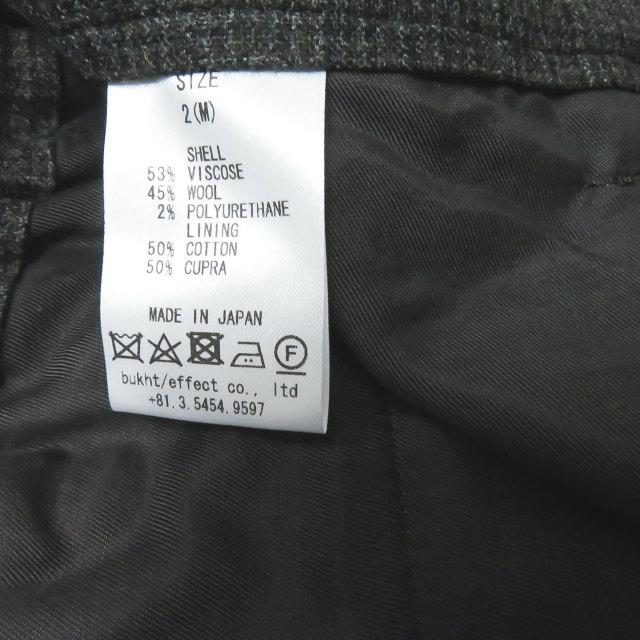 SIZE
2(M)
SHELL
53% VISCOSE
45% WOOL
2% POLYURETHANE
LINING
50% COTTON
50% CUPRA
MADE IN JAPAN
F
bukht/effect co., ltd
+81.3.5454.9597